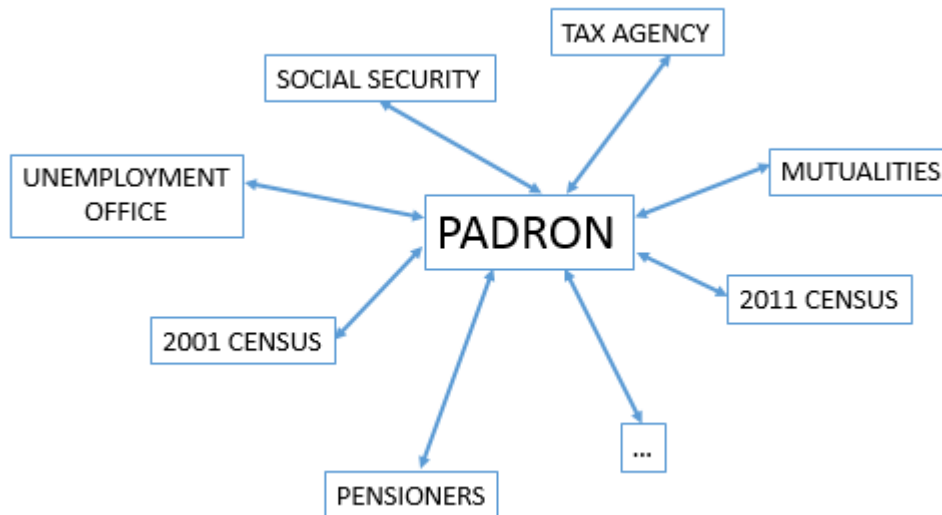 TAX AGENCY
SOCIAL SECURITY
UNEMPLOYMENT
OFFICE
MUTUALITIES
PADRON
2011 CENSUS
2001 CENSUS
...
PENSIONERS